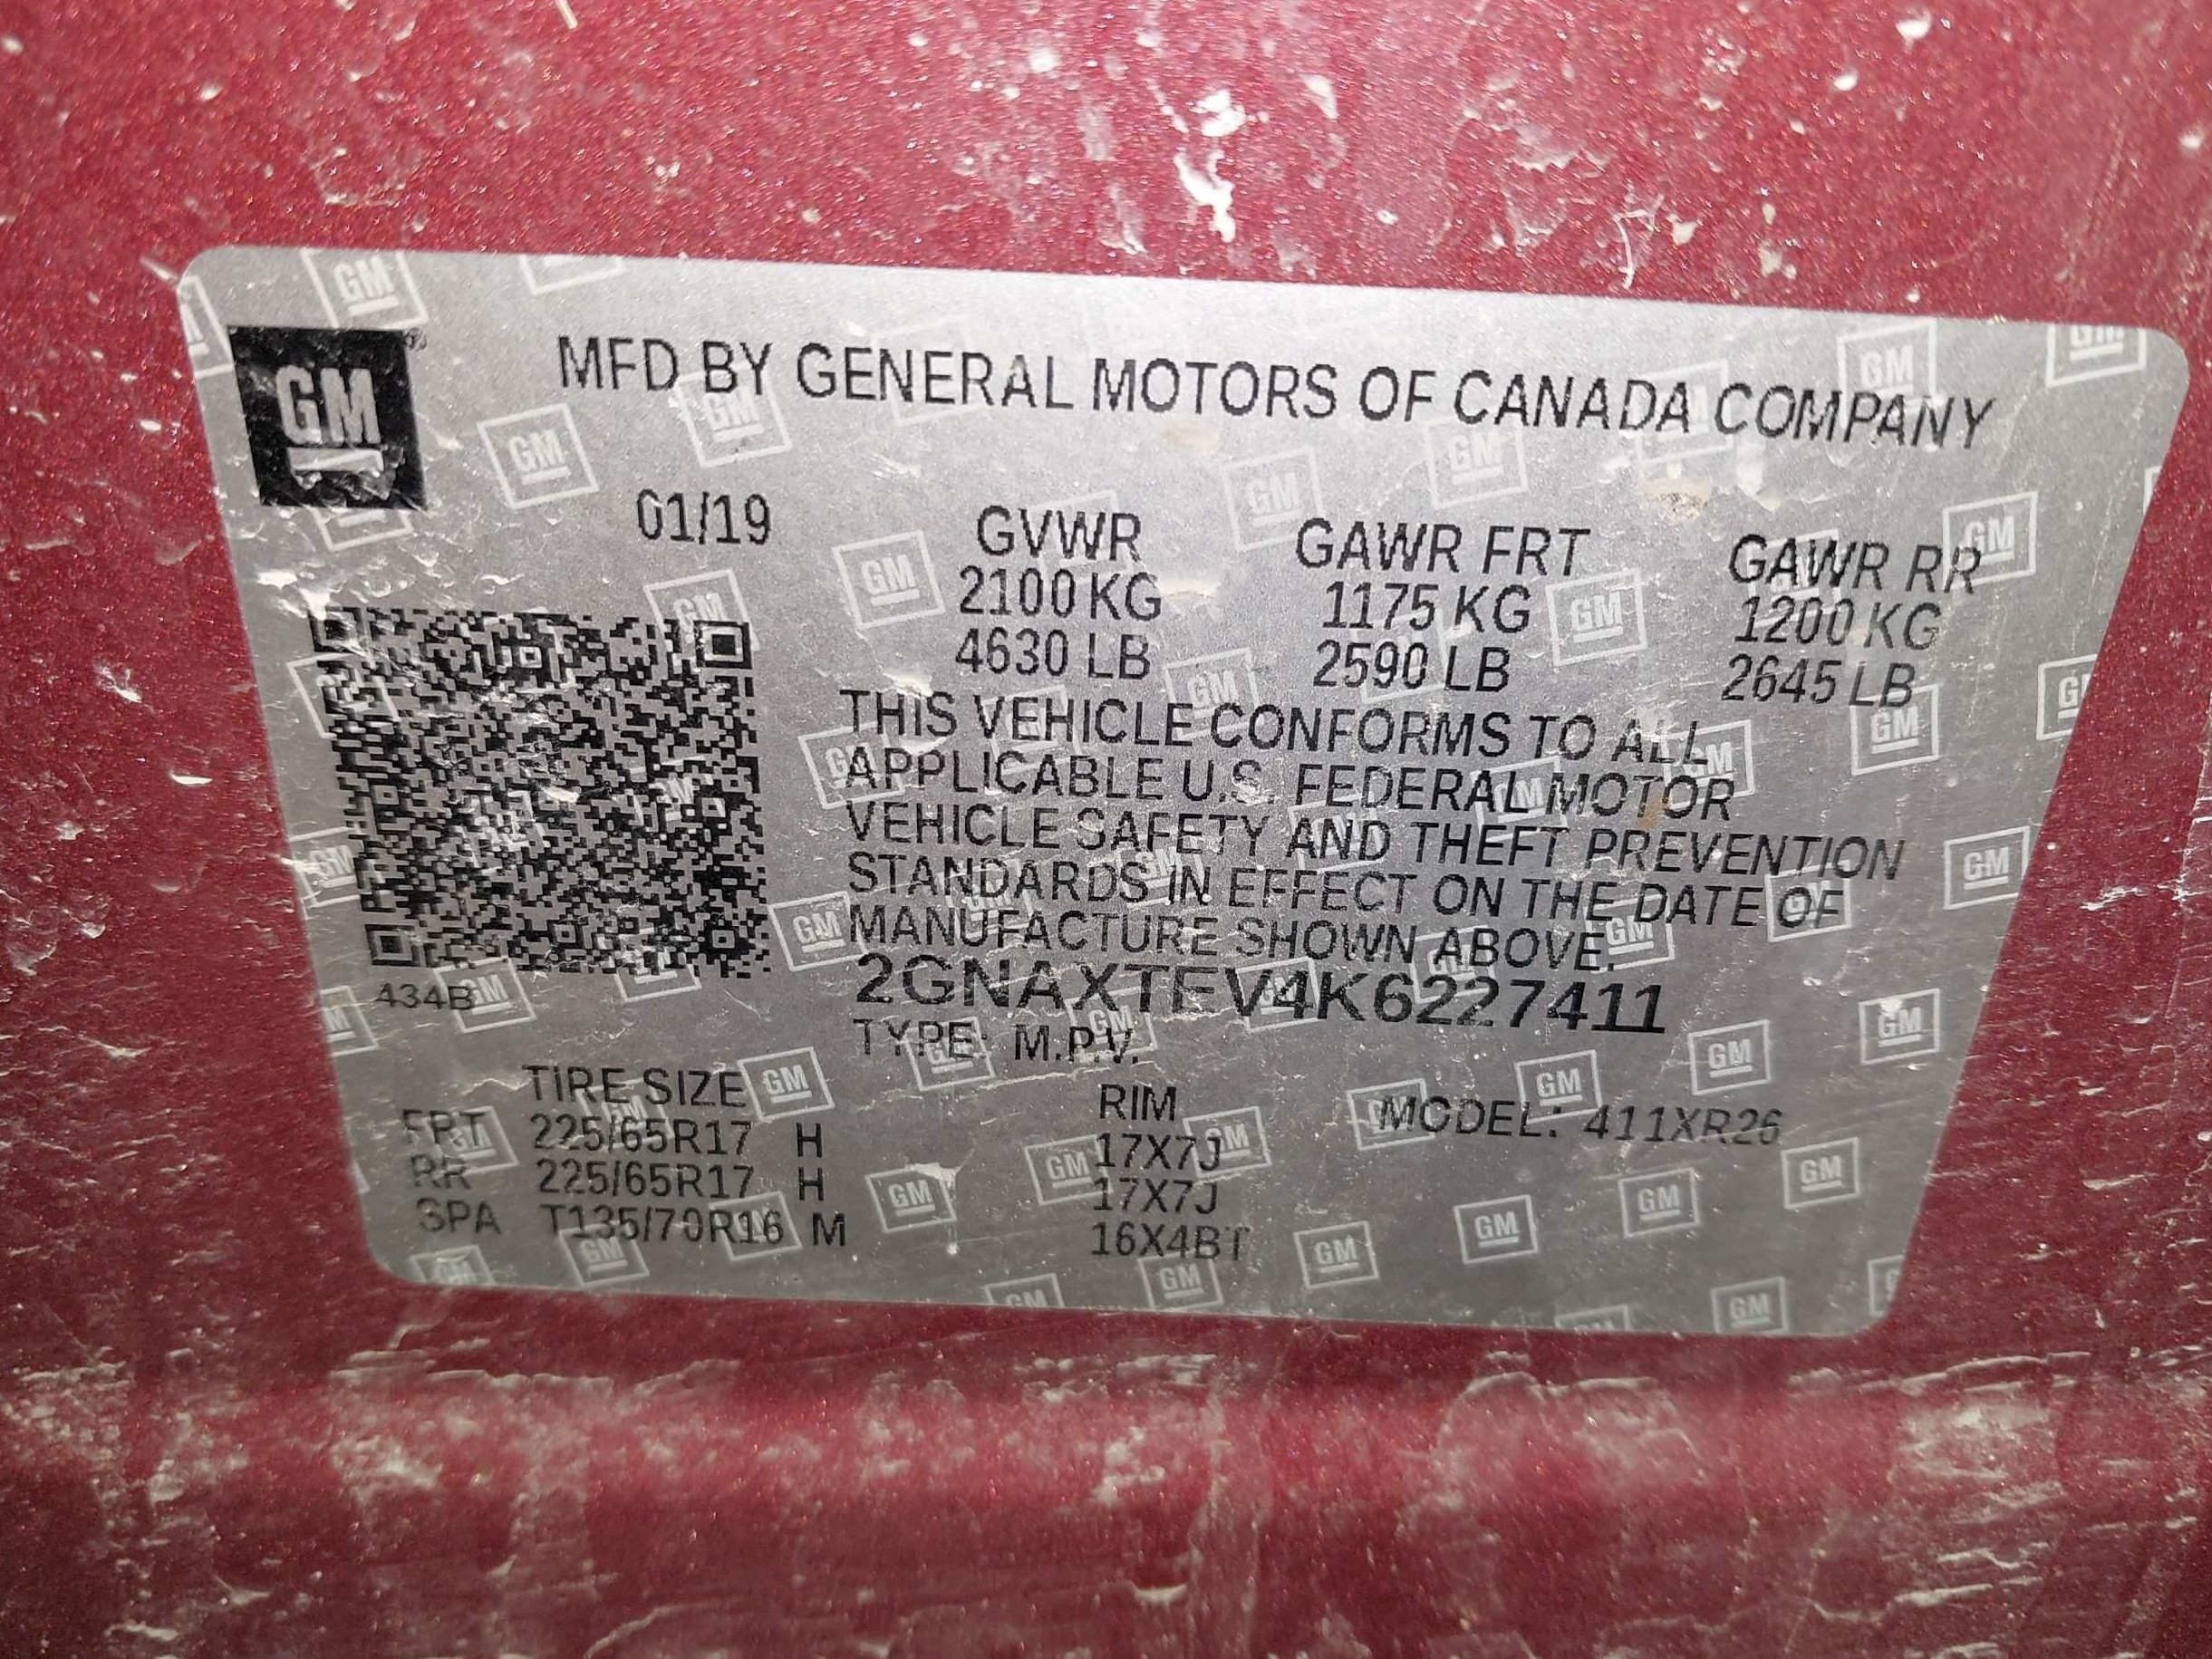 GM
MFD BY GENERAL MOTORS OF CANADA COMPANY
01/19
GVWR GAWR FRT GAWR RR
2100 KG 1175 KG 1200 KG
4630 LB 2590 LB 2645 LB
THIS VEHICLE CONFORMS TO ALL
APPLICABLE U.S. FEDERAL MOTOR
VEHICLE SAFETY AND THEFT PREVENTION
STANDARDS IN EFFECT ON THE DATE OF
MANUFACTURE SHOWN ABOVE.
2GNAXTEV4K6227411
434B
TYPE: M.P.V.
TIRE SIZE RIM MODEL: 411XR26
FRT 225/65R17 H 17X7J
RR 225/65R17 H 17X7J
SPA T135/70R16 M 16X4BT